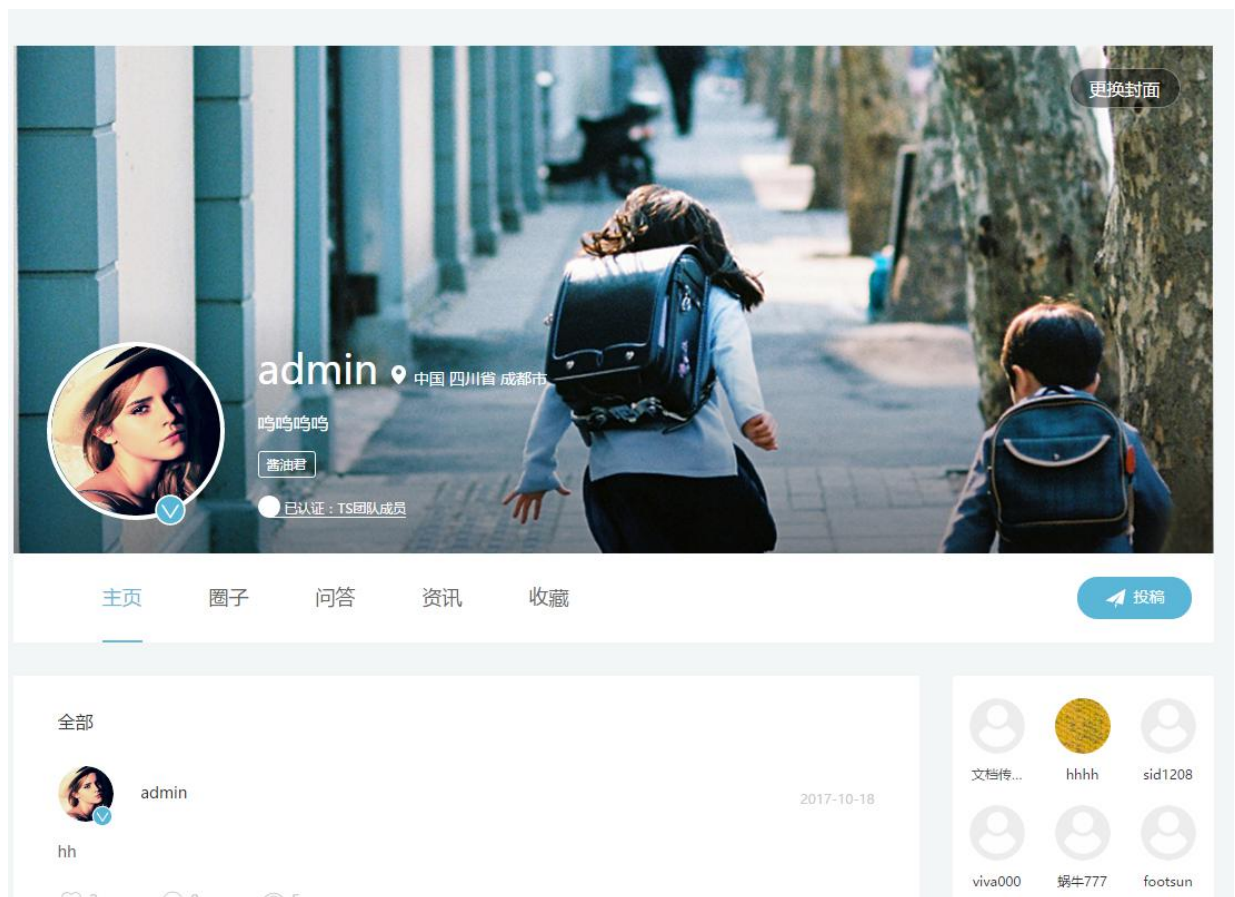 更换封面
admin 中国 四川省 成都市
呜呜呜呜
酱油君
已认证：TS团队成员
主页 圈子 问答 资讯 收藏 投稿
全部
admin
2017-10-18
hh
文档传... hhhh sid1208
viva000 蜗牛777 footsun